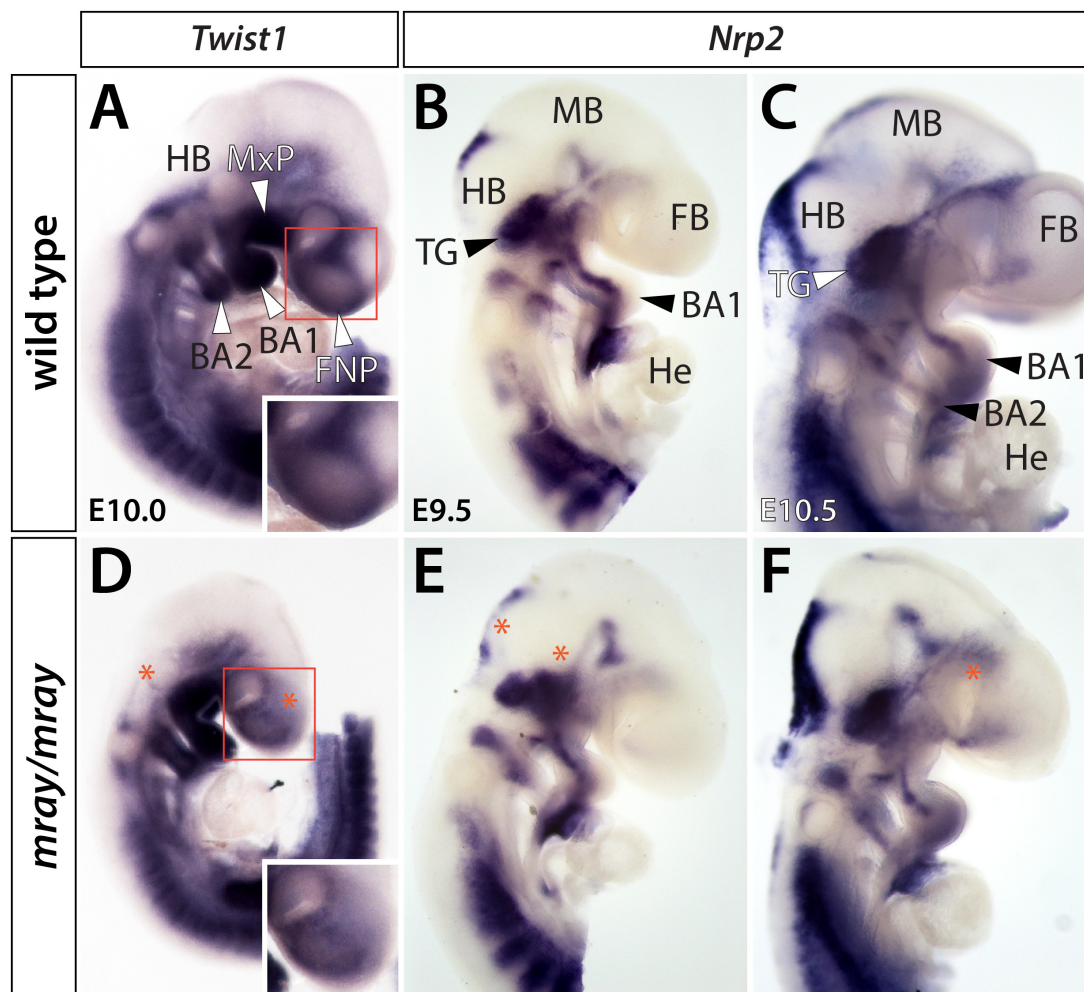 Twist1
Nrp2
wild type
A
HB
MxP
BA2
BA1
FNP
E10.0
B
MB
HB
FB
TG
BA1
He
E9.5
C
MB
HB
FB
TG
BA1
BA2
He
E10.5
mray/mray
D
*
*
E
*
*
F
*